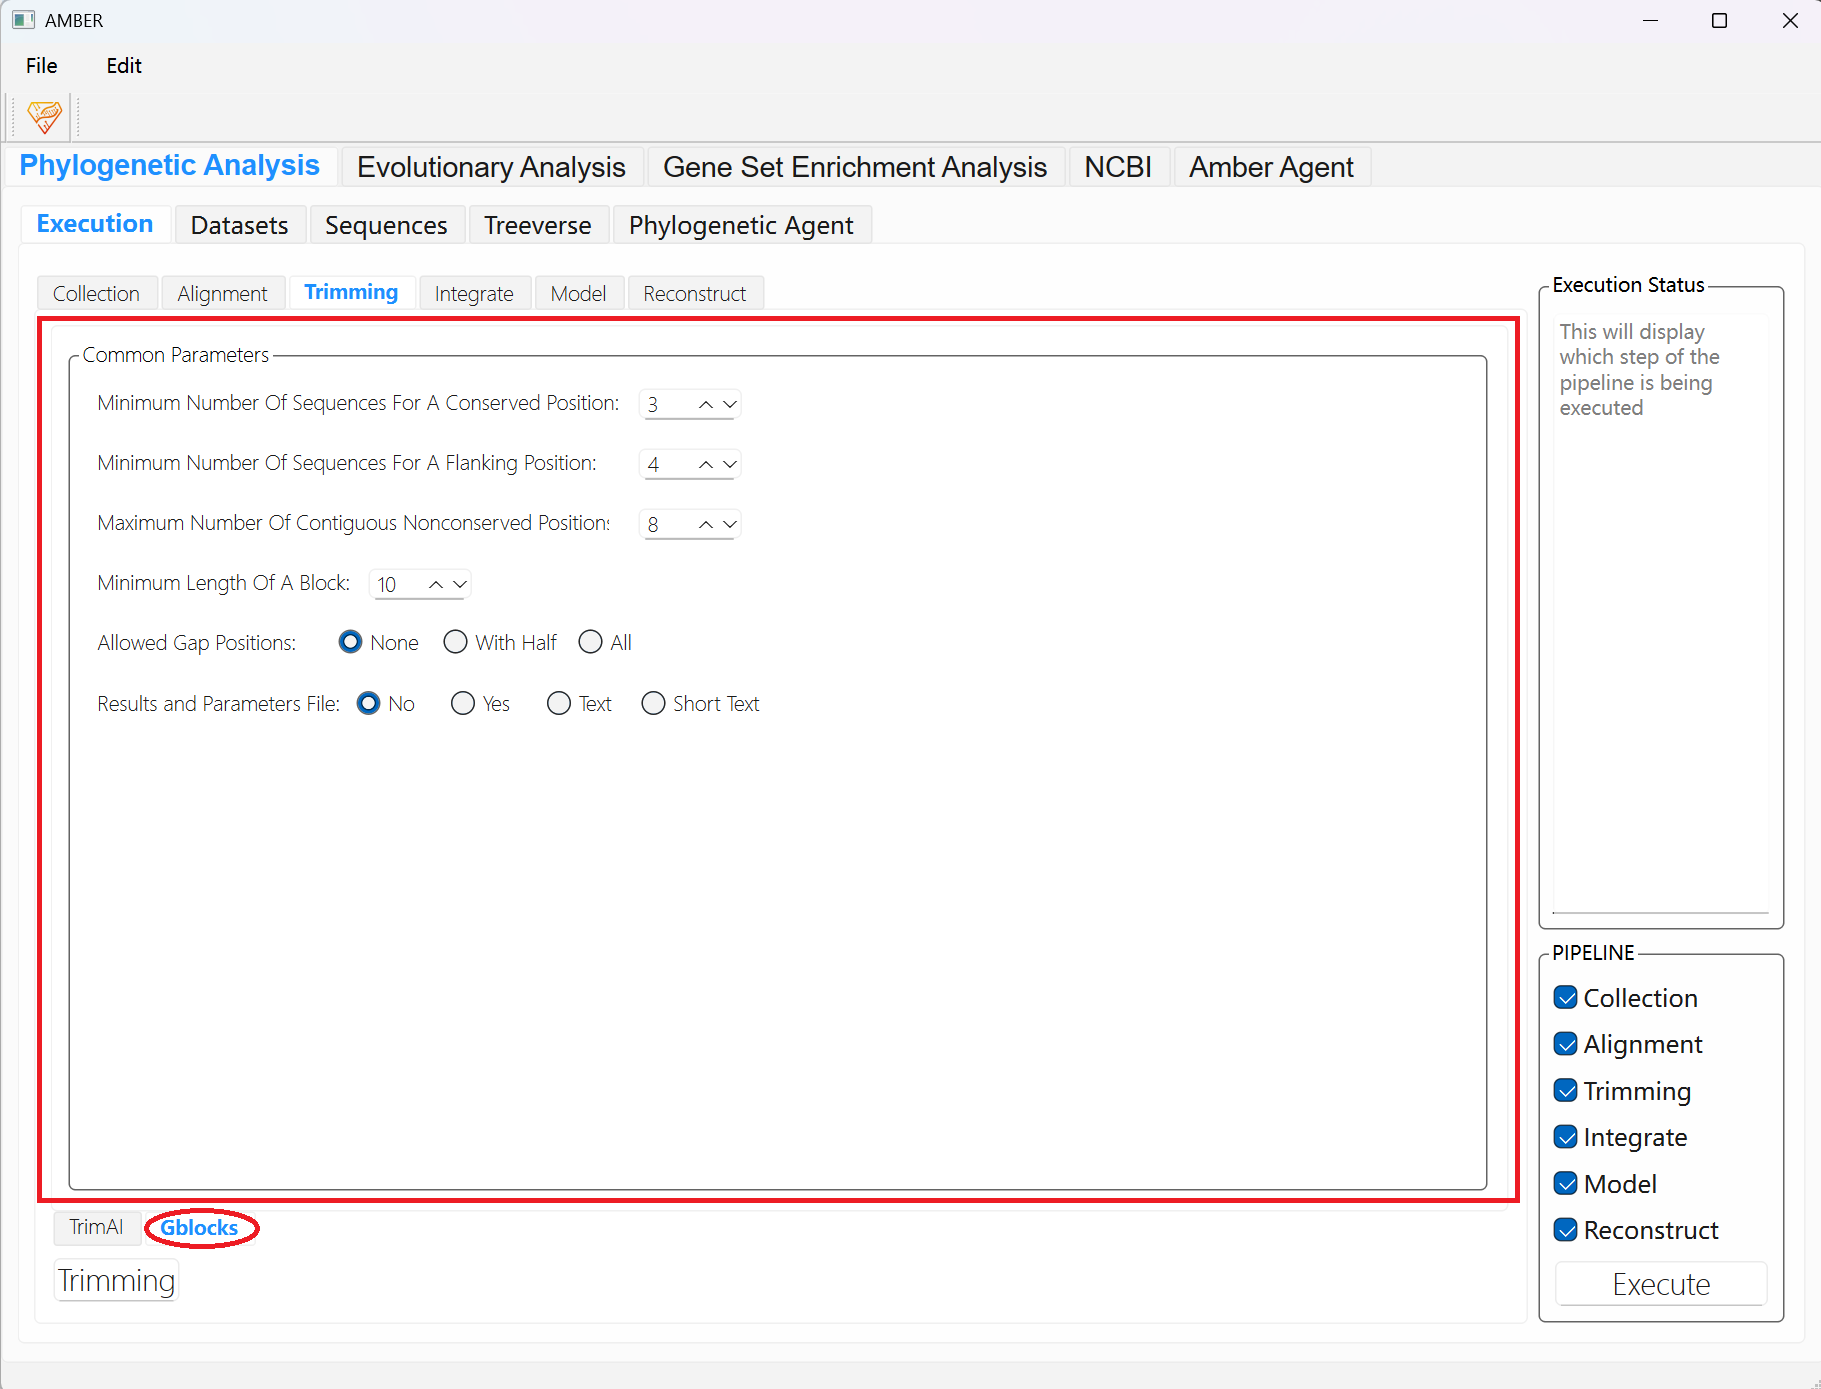 AMBER
File Edit
Phylogenetic Analysis Evolutionary Analysis Gene Set Enrichment Analysis NCBI Amber Agent
Execution Datasets Sequences Treeverse Phylogenetic Agent
Collection Alignment Trimming Integrate Model Reconstruct
Common Parameters
Minimum Number Of Sequences For A Conserved Position: 3
Minimum Number Of Sequences For A Flanking Position: 4
Maximum Number Of Contiguous Nonconserved Position: 8
Minimum Length Of A Block: 10
Allowed Gap Positions: None With Half All
Results and Parameters File: No Yes Text Short Text
TrimAl Gblocks
Trimming
Execution Status
This will display
which step of the
pipeline is being
executed
PIPELINE
Collection
Alignment
Trimming
Integrate
Model
Reconstruct
Execute